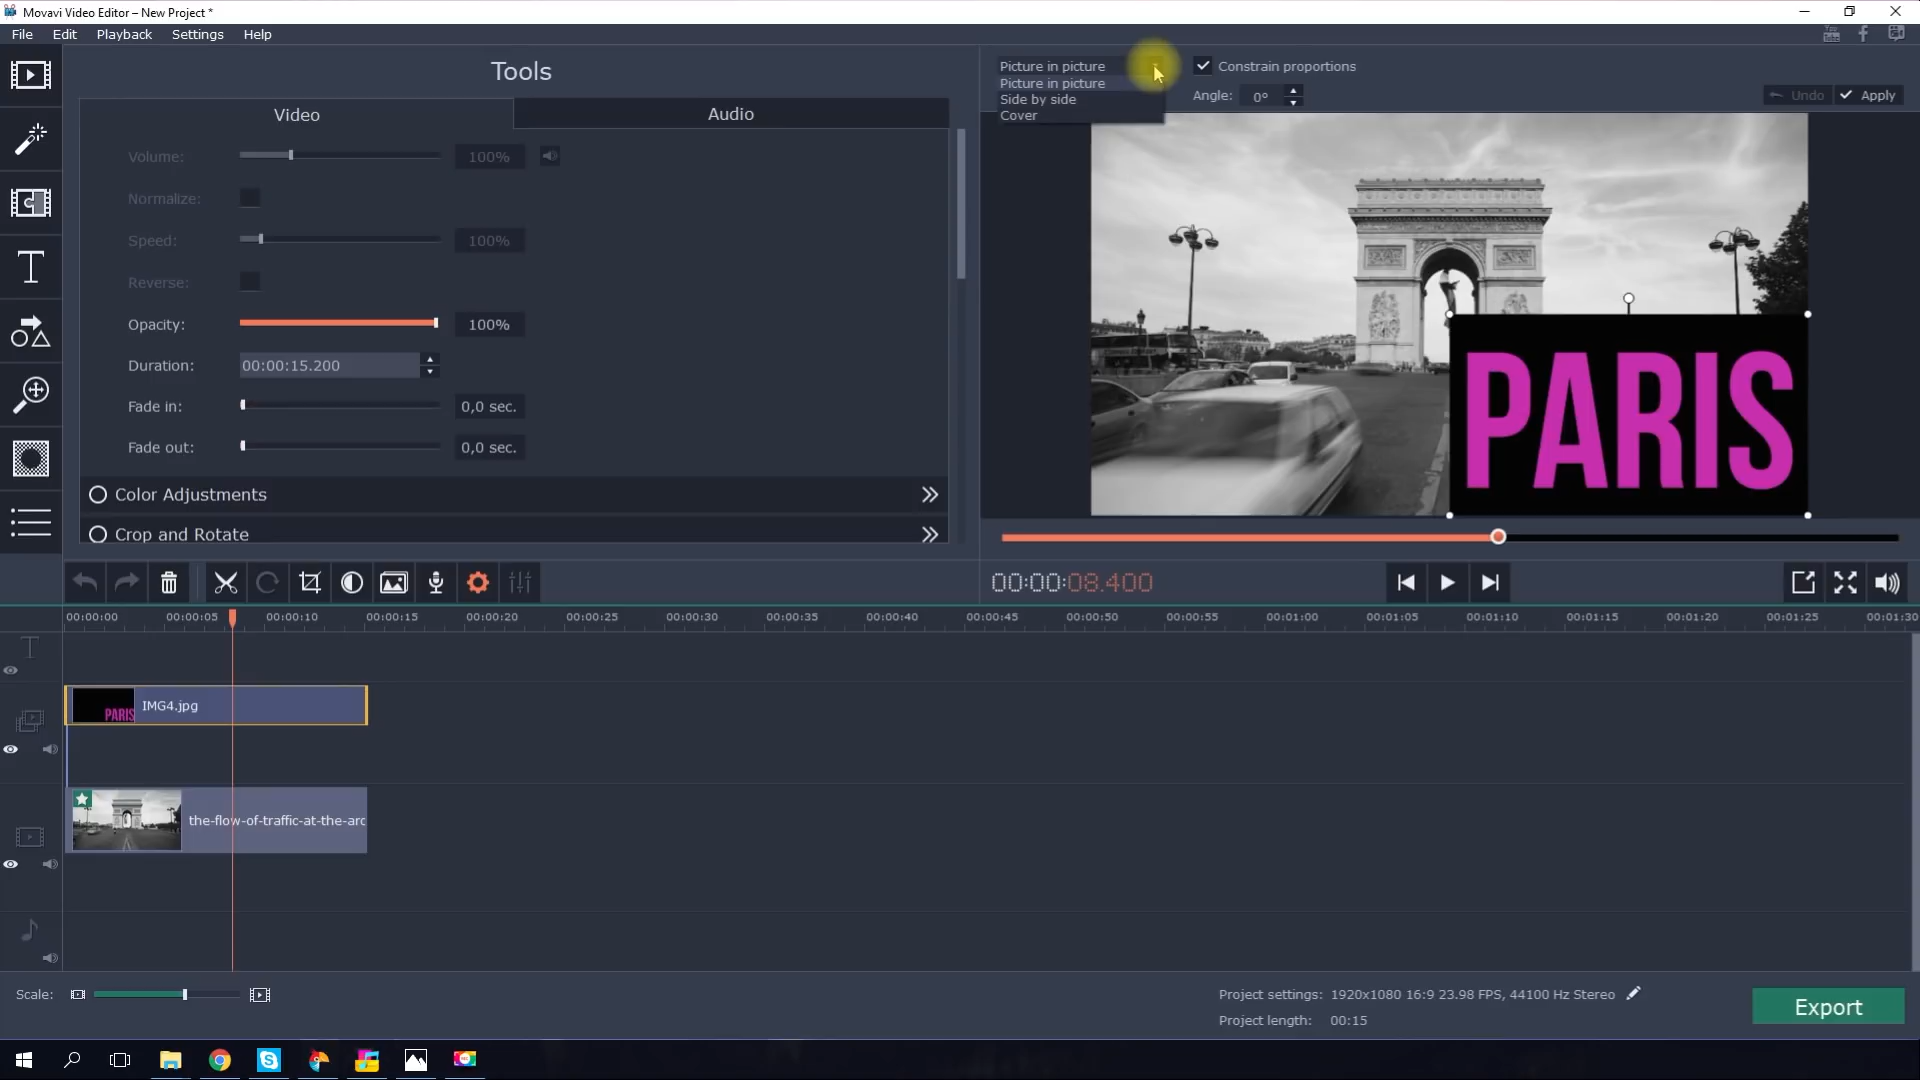 Movavi Video Editor – New Project *
File Edit Playback Settings Help
Tools
Video Audio
Volume: 100%
Normalize:
Speed: 100%
Reverse:
Opacity: 100%
Duration: 00:00:15.200
Fade in: 0,0 sec.
Fade out: 0,0 sec.
Color Adjustments
Crop and Rotate
Picture in picture
Picture in picture
Side by side
Cover
Constrain proportions
Angle: 0°
Undo Apply
PARIS
00:00:08.400
00:00:00 00:00:05 00:00:10 00:00:15 00:00:20 00:00:25 00:00:30 00:00:35 00:00:40 00:00:45 00:00:50 00:00:55 00:01:00 00:01:05 00:01:10 00:01:15 00:01:20 00:01:25 00:01:30
PARIS IMG4.jpg
the-flow-of-traffic-at-the-arc
Scale:
Project settings: 1920x1080 16:9 23.98 FPS, 44100 Hz Stereo
Project length: 00:15
Export